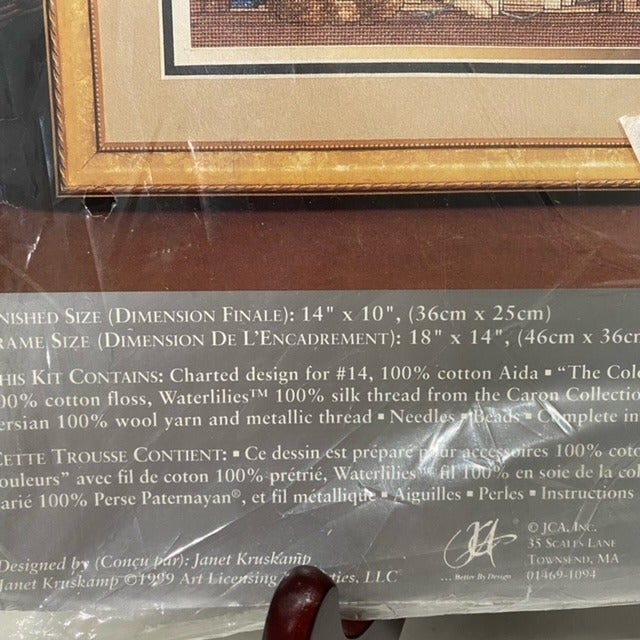 NISHED SIZE (DIMENSION FINALE): 14" x 10", (36cm x 25cm)
RAME SIZE (DIMENSION DE L'ENCADREMENT): 18" x 14", (46cm x 36cm
HIS KIT CONTAINS: Charted design for #14, 100% cotton Aida ▪ "The Colo
00% cotton floss, Waterlilies™ 100% silk thread from the Caron Collection
ersian 100% wool yarn and metallic thread ▪ Needles ▪ Beads ▪ Complete in
CETTE TROUSSE CONTIENT: ▪ Ce dessin est préparé pour accessoires 100% coto
ouleurs" avec fil de coton 100% prétrié, Waterlilies™ fil 100% en soie de la col
arié 100% Perse Paternayan®, et fil métallique ▪ Aiguilles ▪ Perles ▪ Instructions
Designed by (Conçu par): Janet Kruskamp
Janet Kruskamp ©1999 Art Licensing Properties, LLC
... Better By Design
© JCA, INC.
35 SCALES LANE
TOWNSEND, MA
01469-1094